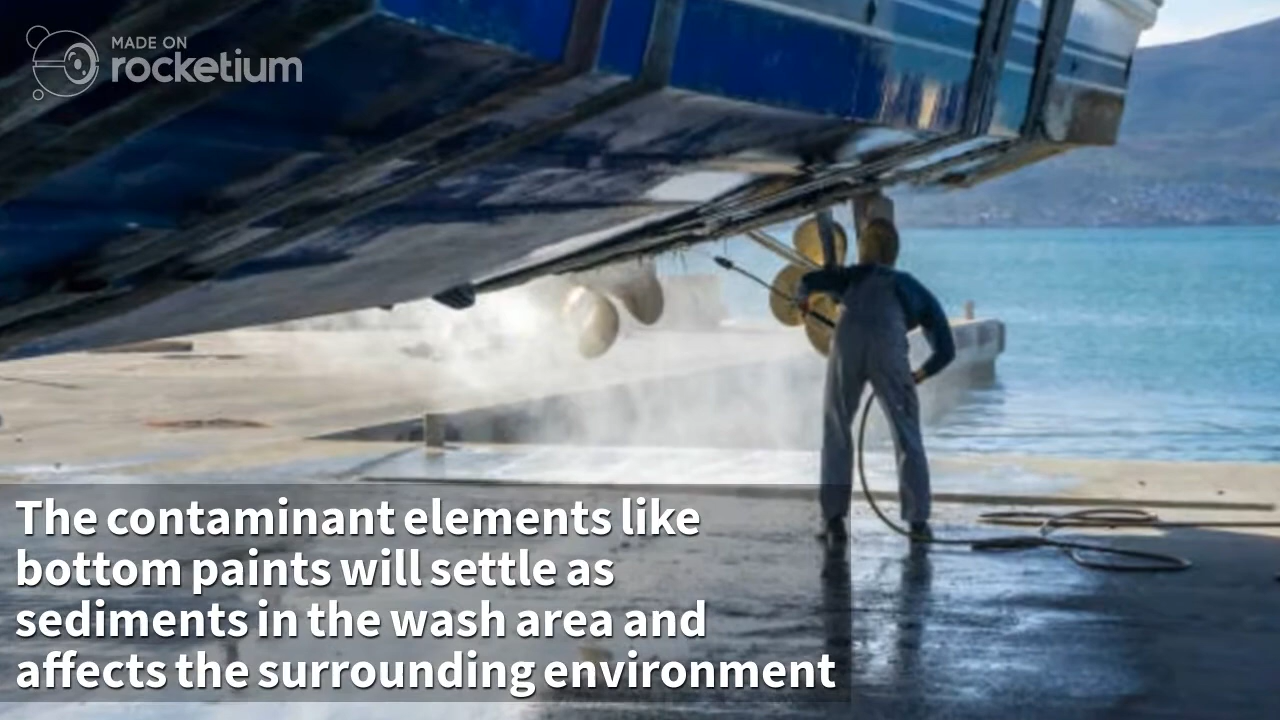 MADE ON
rocketium
The contaminant elements like
bottom paints will settle as
sediments in the wash area and
affects the surrounding environment